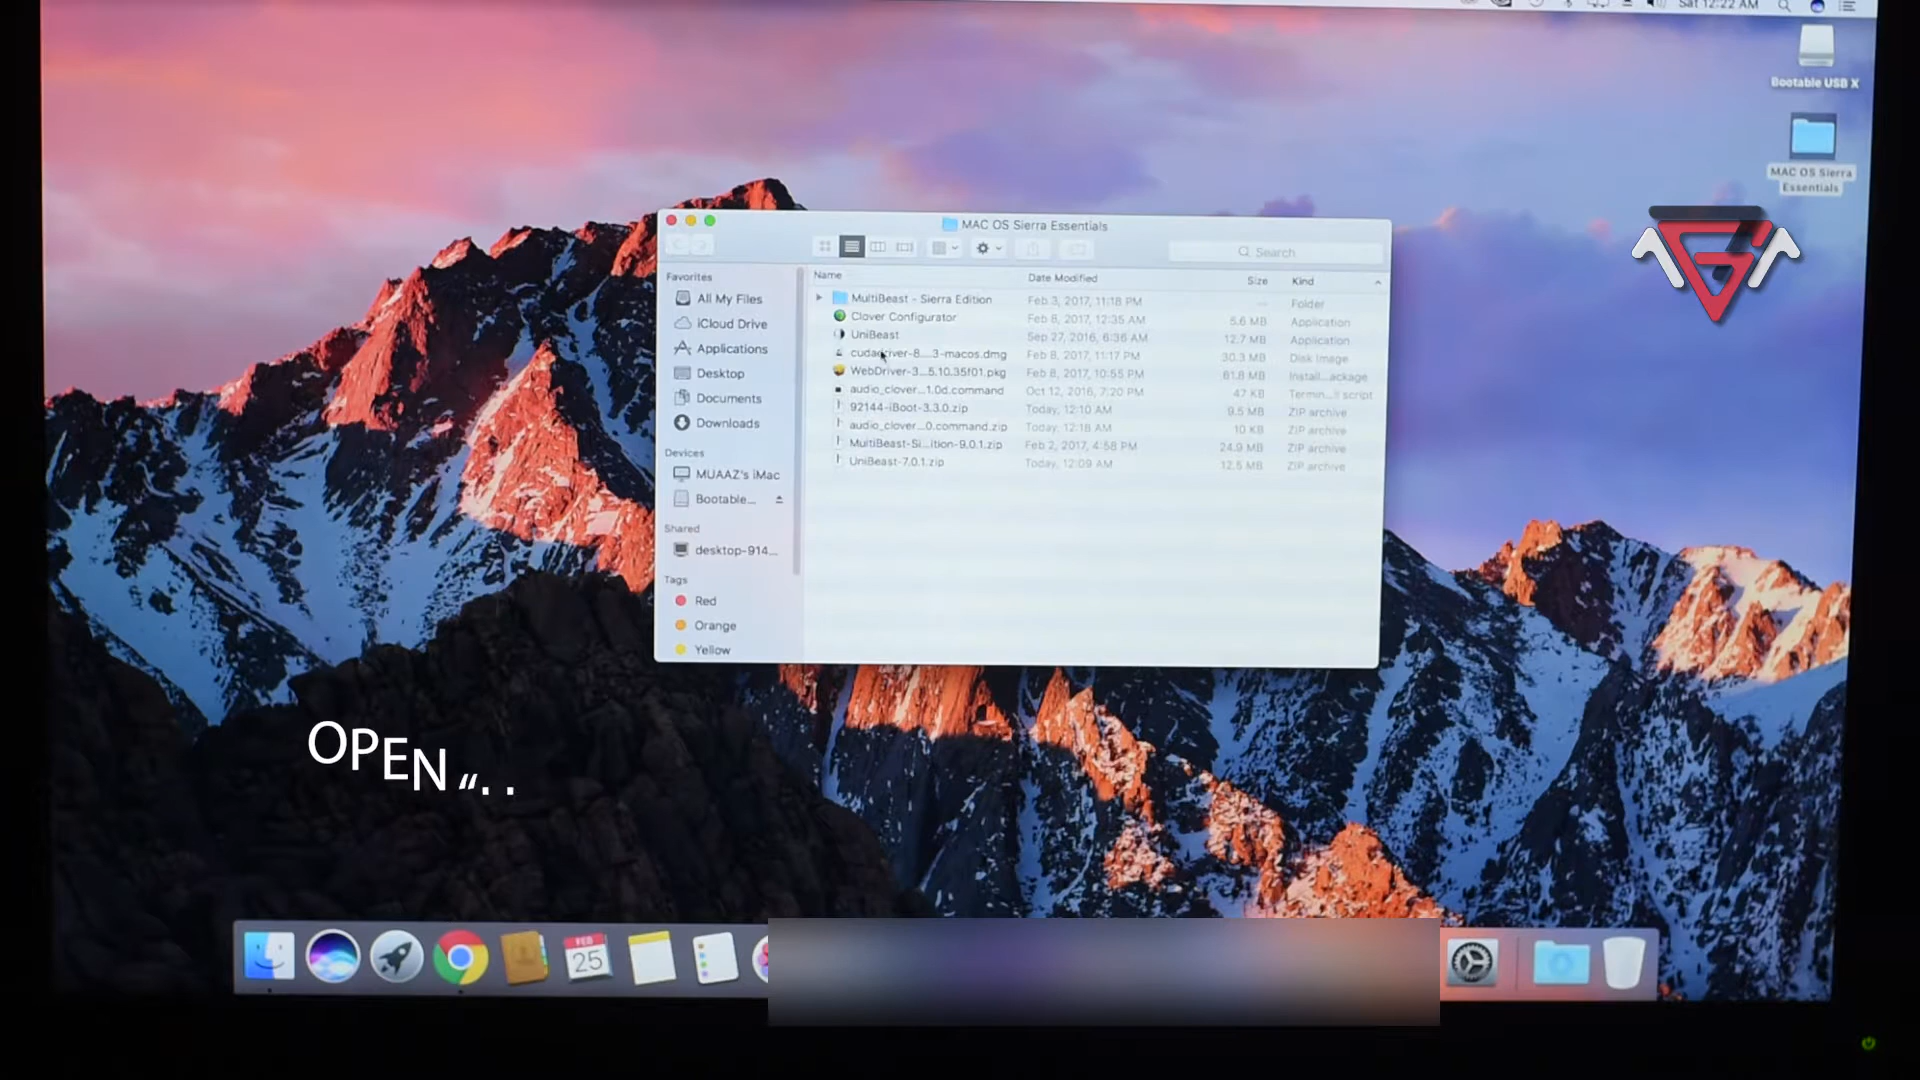 Sat 12:22 AM
Bootable USB X
MAC OS Sierra
Essentials
MAC OS Sierra Essentials
Search
Favorites
All My Files
iCloud Drive
Applications
Desktop
Documents
Downloads
Devices
MUAAZ's iMac
Bootable...
Shared
desktop-914...
Tags
Red
Orange
Yellow
Name Date Modified Size Kind
MultiBeast - Sierra Edition Feb 3, 2017, 11:18 PM -- Folder
Clover Configurator Feb 8, 2017, 12:35 AM 5.6 MB Application
UniBeast Sep 27, 2016, 6:36 AM 12.7 MB Application
cudadriver-8....3-macos.dmg Feb 8, 2017, 11:17 PM 30.3 MB Disk Image
WebDriver-3...5.10.35f01.pkg Feb 8, 2017, 10:55 PM 61.8 MB Install...ackage
audio_clover...1.0d.command Oct 12, 2016, 7:20 PM 47 KB Termin...ll script
92144-iBoot-3.3.0.zip Today, 12:10 AM 9.5 MB ZIP archive
audio_clover...0.command.zip Today, 12:18 AM 10 KB ZIP archive
MultiBeast-Si...ition-9.0.1.zip Feb 2, 2017, 4:58 PM 24.9 MB ZIP archive
UniBeast-7.0.1.zip Today, 12:09 AM 12.5 MB ZIP archive
OPEN “. .
FEB
25